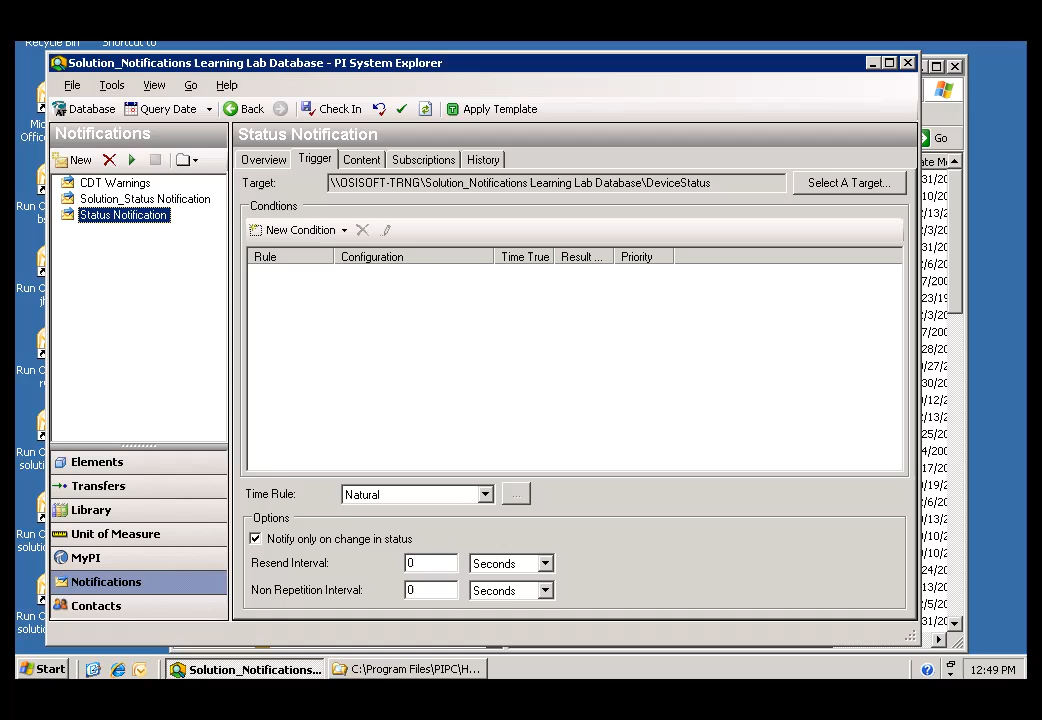 Recycle Bin Shortcut to
Solution_Notifications Learning Lab Database - PI System Explorer
File Tools View Go Help
Database Query Date Back Check In Apply Template
Go
Notifications
Status Notification
New
Overview Trigger Content Subscriptions History
CDT Warnings
Solution_Status Notification
Status Notification
Target: \\OSISOFT-TRNG\Solution_Notifications Learning Lab Database\DeviceStatus Select A Target...
Conditions
New Condition
Rule Configuration Time True Result ... Priority
Elements
Transfers
Library
Unit of Measure
MyPI
Notifications
Contacts
Time Rule: Natural ...
Options
Notify only on change in status
Resend Interval: 0 Seconds
Non Repetition Interval: 0 Seconds
Start Solution_Notifications... C:\Program Files\PIPC\H... 12:49 PM